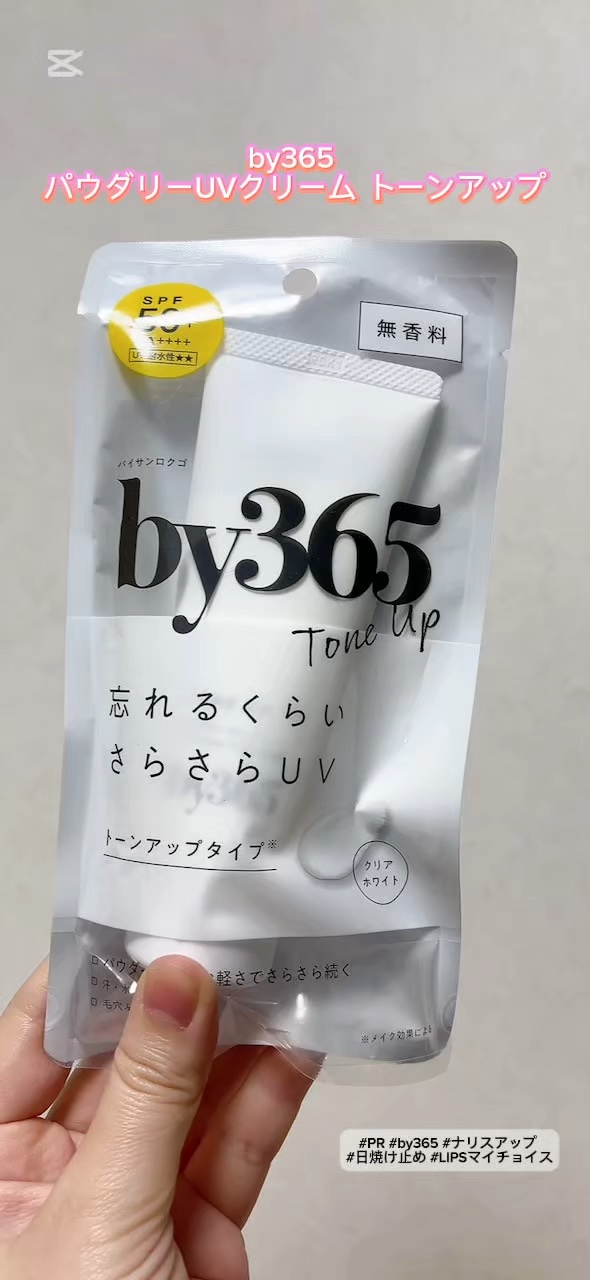 by365
パウダリーUVクリーム トーンアップ
SPF
50+
PA++++
UV耐水性★★
無香料
バイサンロクゴ
by365
Tone Up
忘れるくらい
さらさらUV
トーンアップタイプ※
クリア
ホワイト
軽さでさらさら続く
※メイク効果による
#PR #by365 #ナリスアップ
#日焼け止め #LIPSマイチョイス